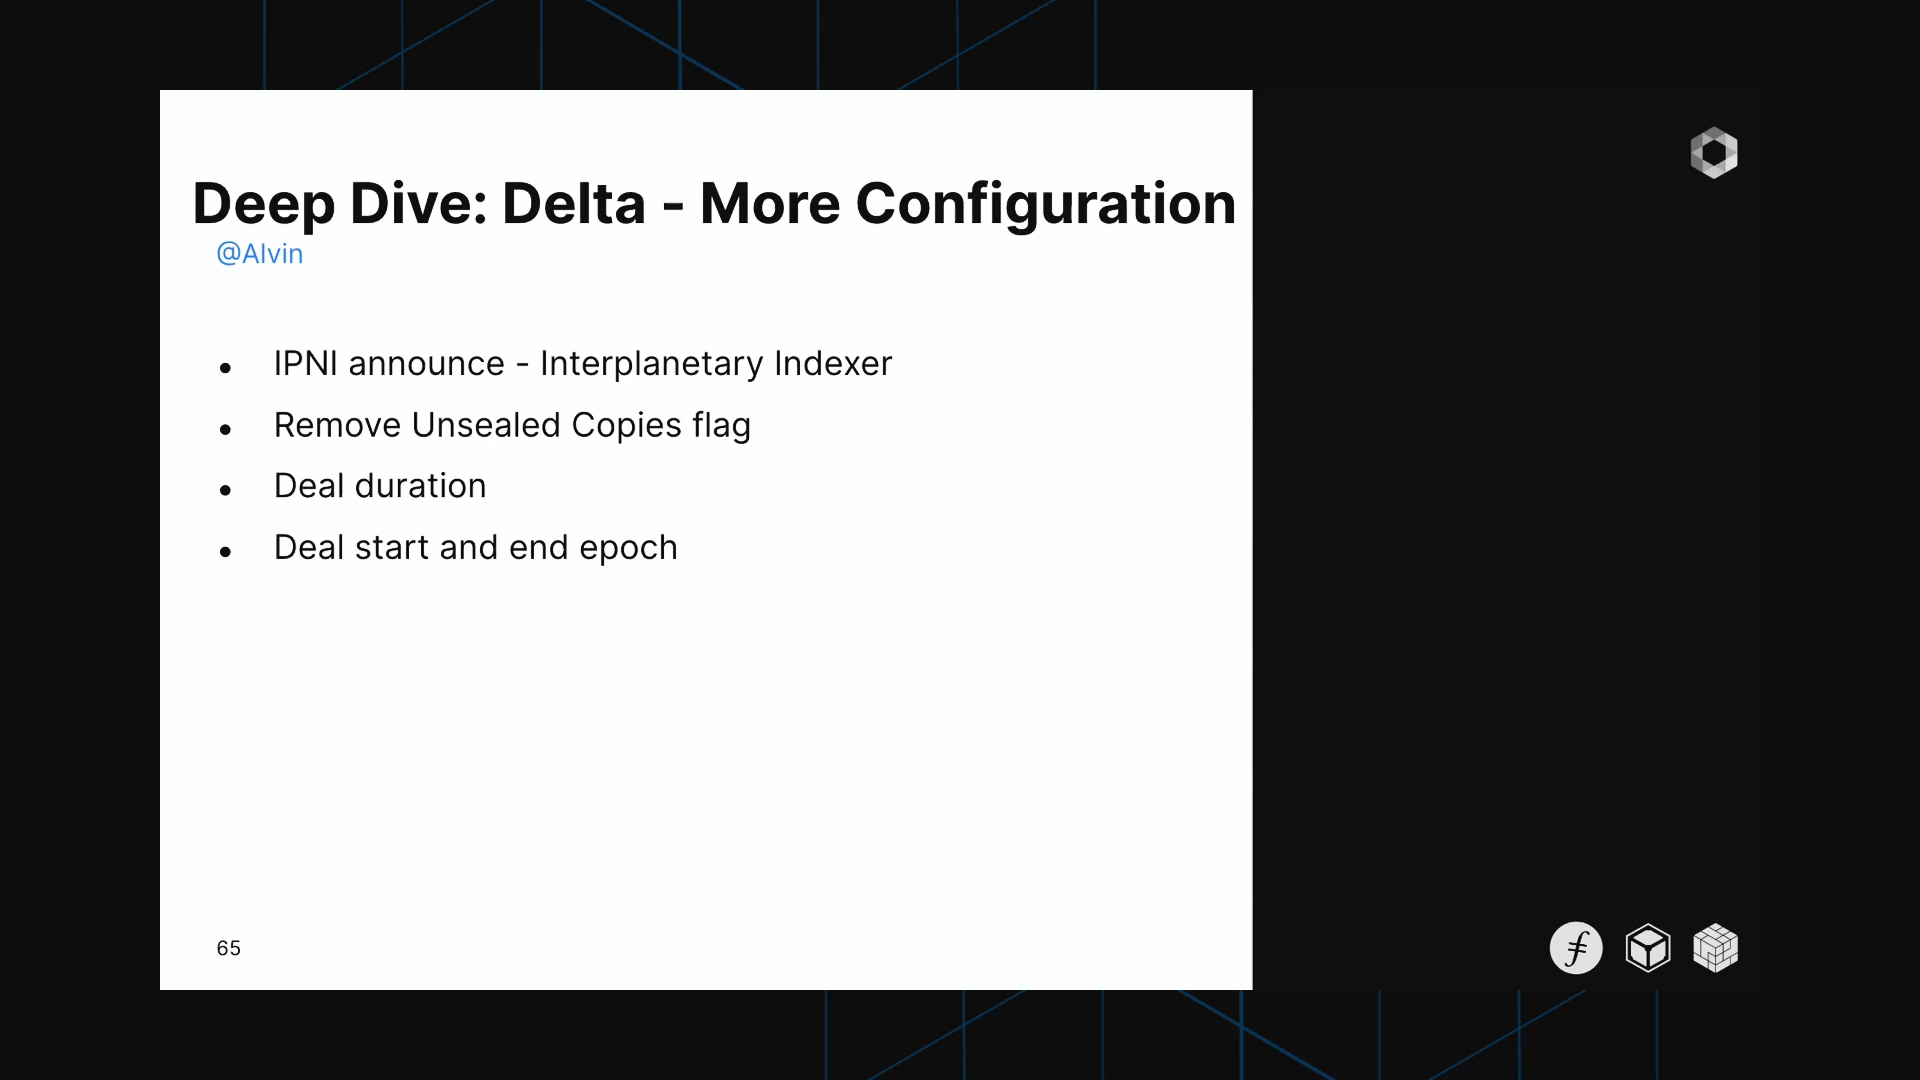 Deep Dive: Delta - More Configuration
@Alvin
● IPNI announce - Interplanetary Indexer
● Remove Unsealed Copies flag
● Deal duration
● Deal start and end epoch
65